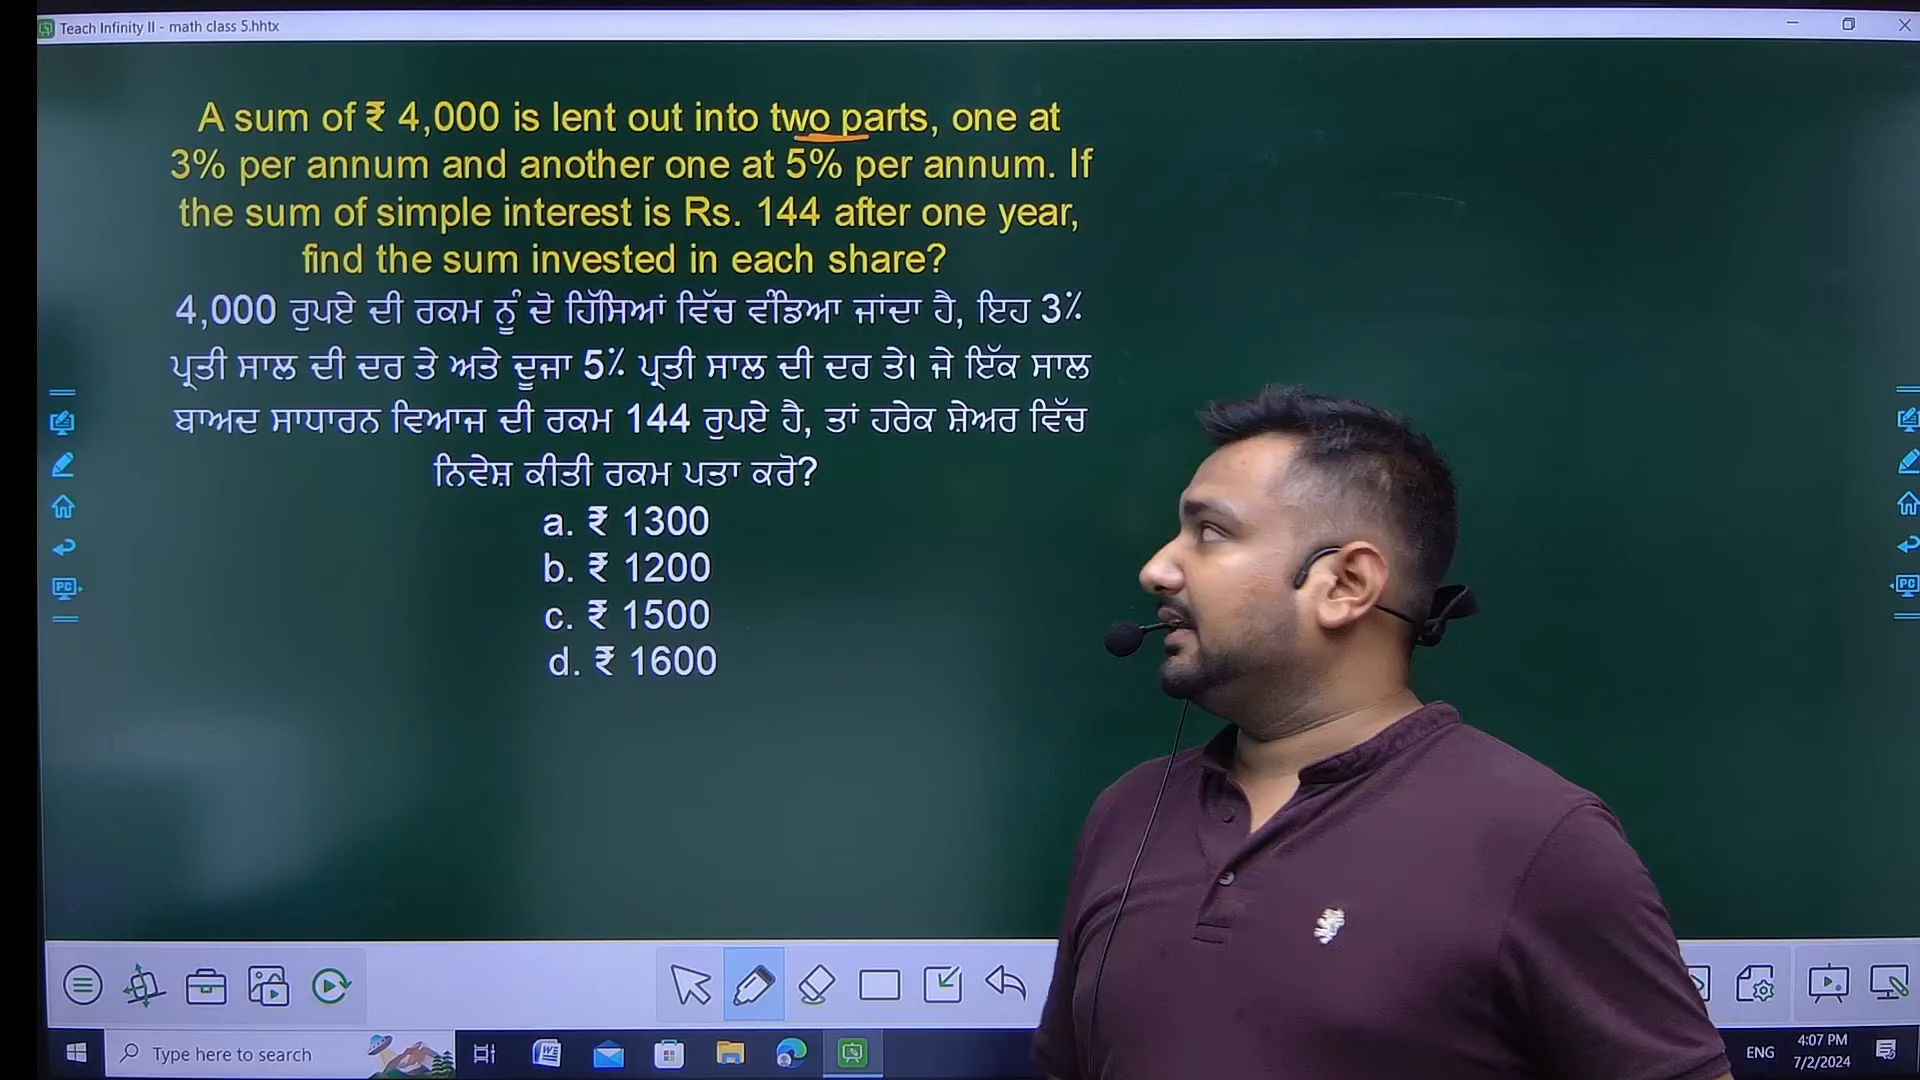 Teach Infinity II - math class 5.hhtx
A sum of ₹ 4,000 is lent out into two parts, one at
3% per annum and another one at 5% per annum. If
the sum of simple interest is Rs. 144 after one year,
find the sum invested in each share?
4,000 ਰੁਪਏ ਦੀ ਰਕਮ ਨੂੰ ਦੋ ਹਿੱਸਿਆਂ ਵਿੱਚ ਵੰਡਿਆ ਜਾਂਦਾ ਹੈ, ਇਹ 3%
ਪ੍ਰਤੀ ਸਾਲ ਦੀ ਦਰ ਤੇ ਅਤੇ ਦੂਜਾ 5% ਪ੍ਰਤੀ ਸਾਲ ਦੀ ਦਰ ਤੇ। ਜੇ ਇੱਕ ਸਾਲ
ਬਾਅਦ ਸਾਧਾਰਨ ਵਿਆਜ ਦੀ ਰਕਮ 144 ਰੁਪਏ ਹੈ, ਤਾਂ ਹਰੇਕ ਸ਼ੇਅਰ ਵਿੱਚ
ਨਿਵੇਸ਼ ਕੀਤੀ ਰਕਮ ਪਤਾ ਕਰੋ?
a. ₹ 1300
b. ₹ 1200
c. ₹ 1500
d. ₹ 1600
PC
PC
Type here to search
ENG
4:07 PM
7/2/2024